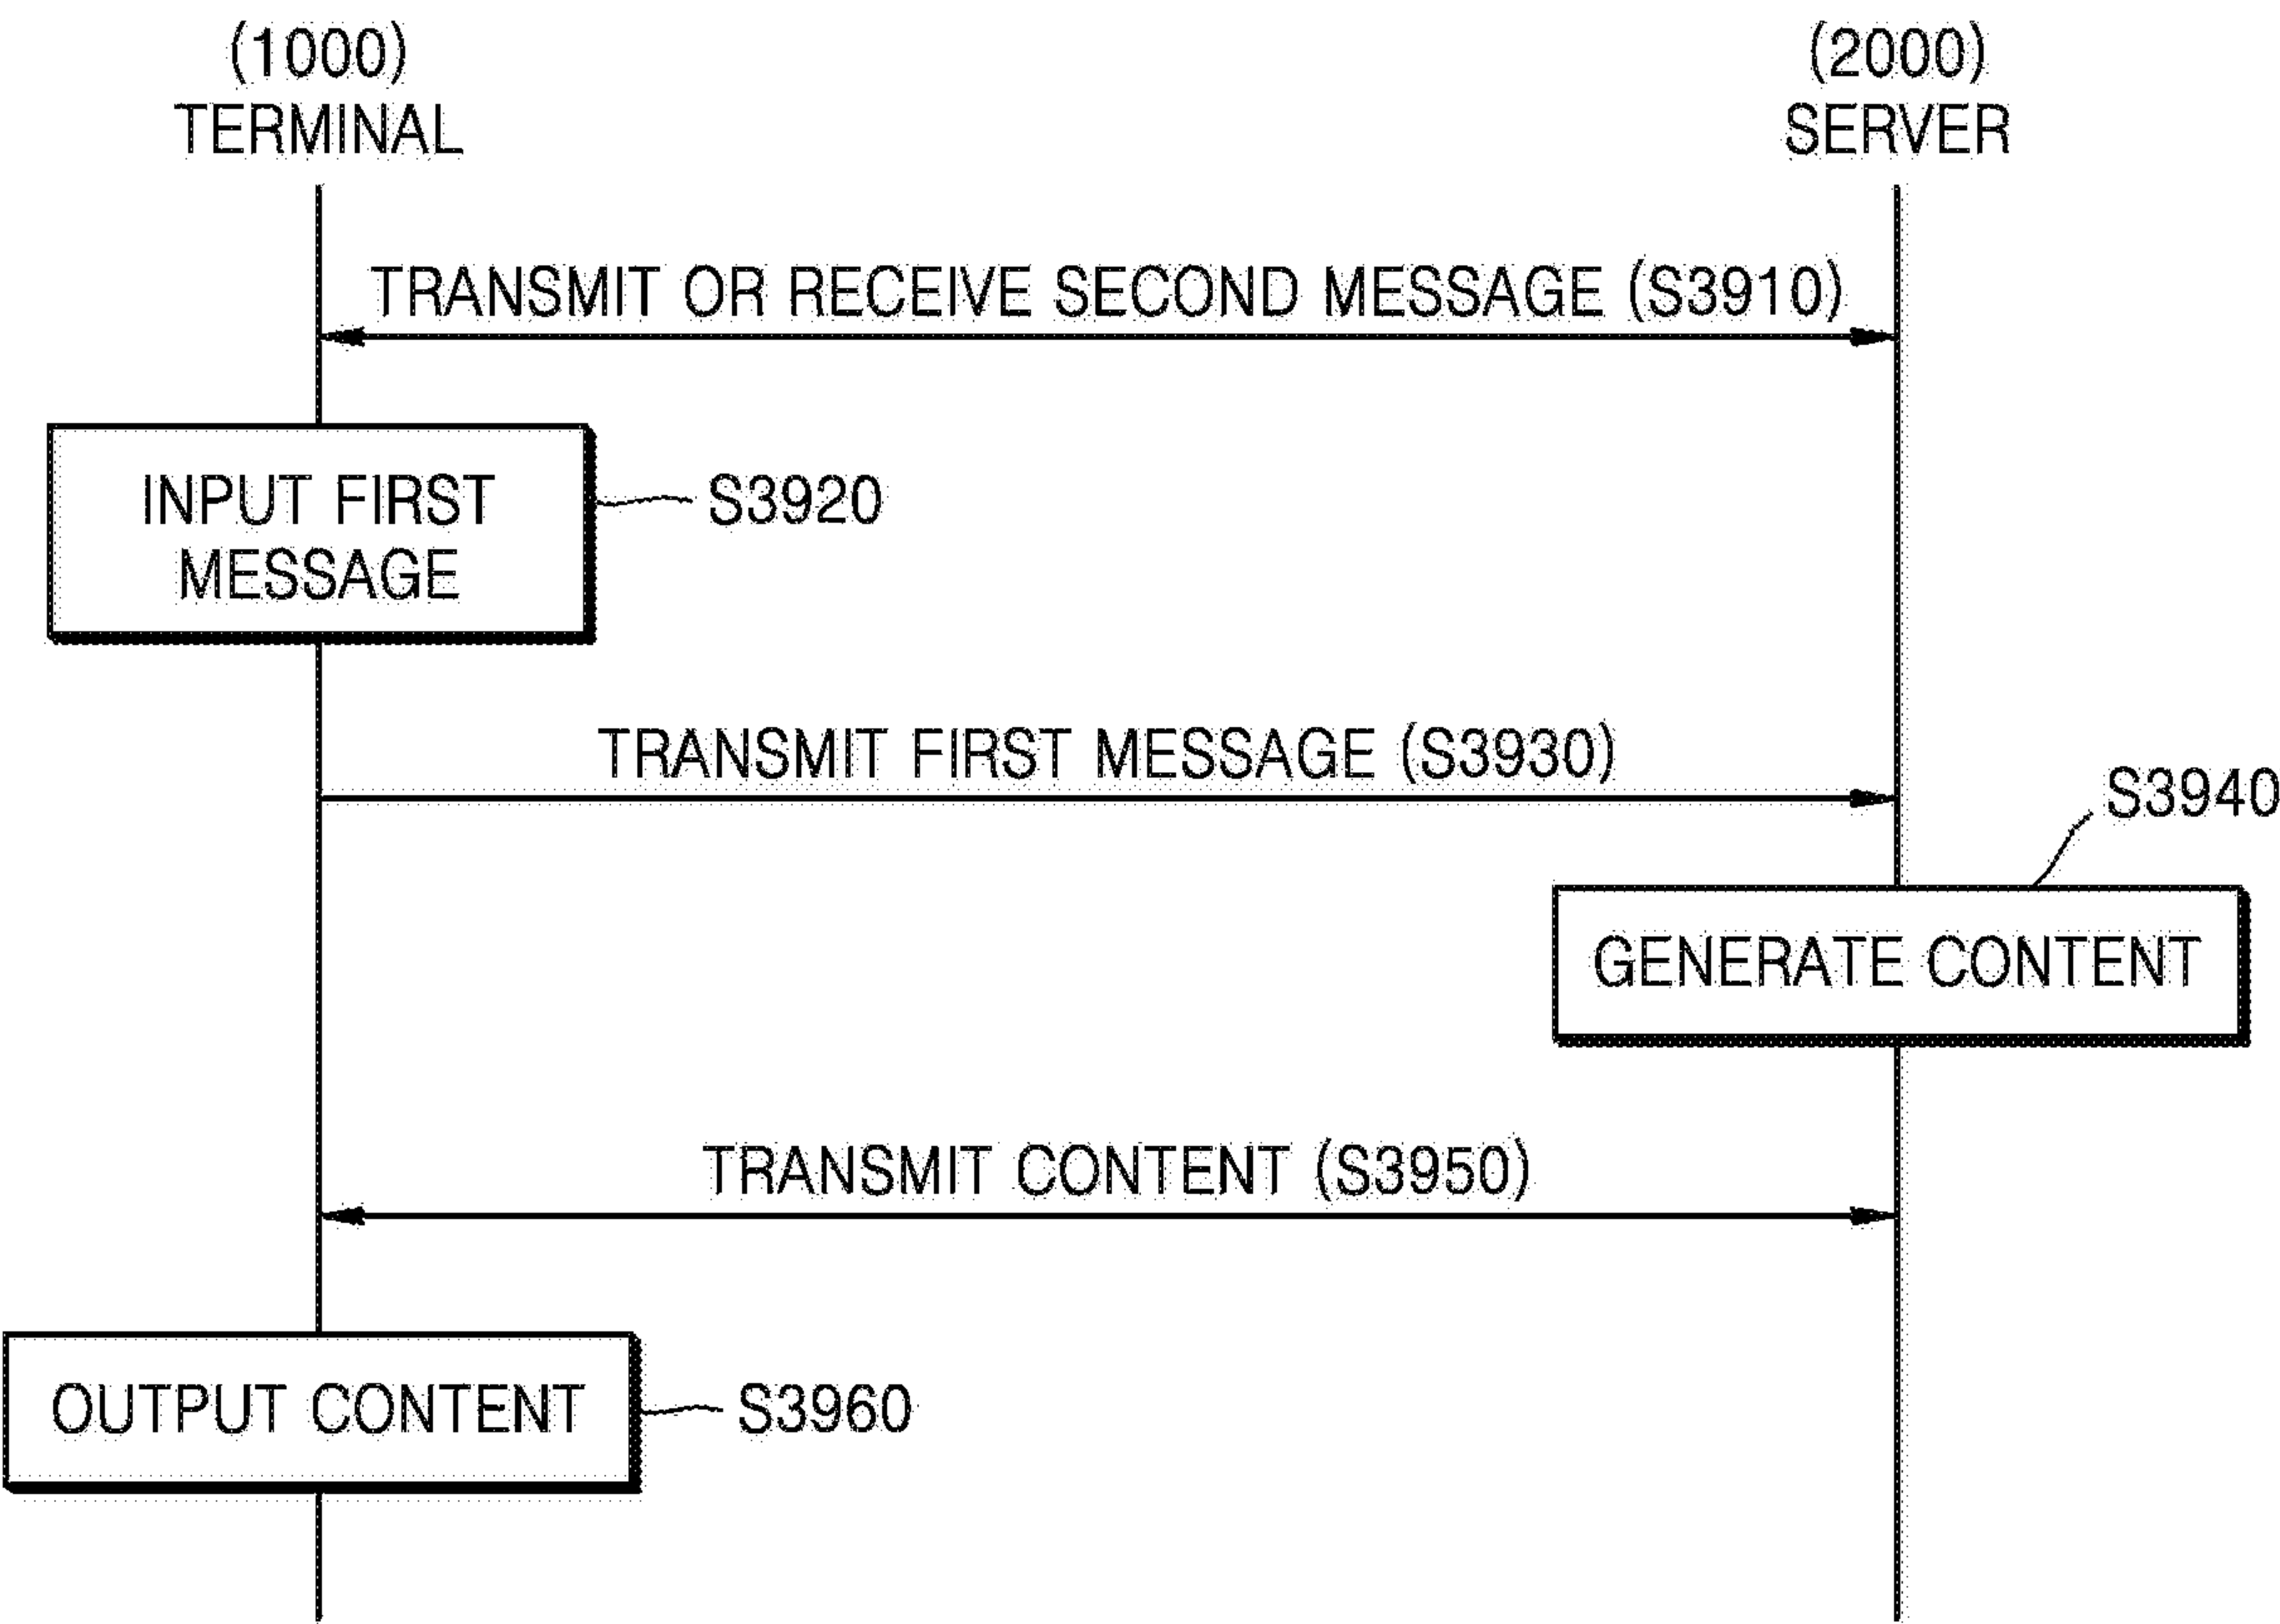 (1000)
TERMINAL
(2000)
SERVER
TRANSMIT OR RECEIVE SECOND MESSAGE (S3910)
INPUT FIRST
MESSAGE
S3920
TRANSMIT FIRST MESSAGE (S3930)
S3940
GENERATE CONTENT
TRANSMIT CONTENT (S3950)
OUTPUT CONTENT
S3960